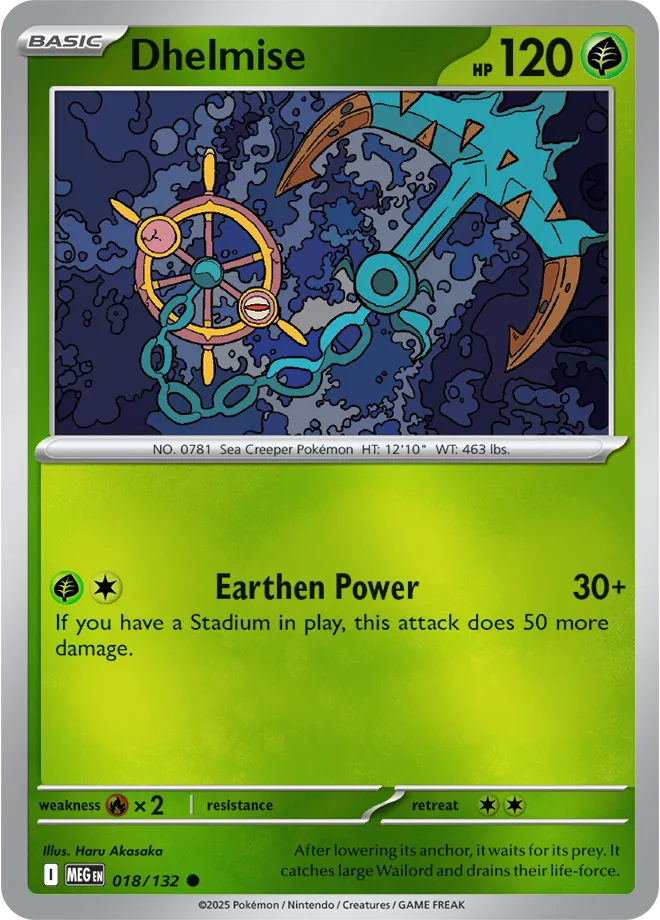 BASIC
Dhelmise
HP 120
NO. 0781 Sea Creeper Pokémon HT: 12'10" WT: 463 lbs.
Earthen Power 30+
If you have a Stadium in play, this attack does 50 more
damage.
weakness × 2 resistance retreat
Illus. Haru Akasaka
After lowering its anchor, it waits for its prey. It
catches large Wailord and drains their life-force.
I MEG EN 018/132
©2025 Pokémon / Nintendo / Creatures / GAME FREAK